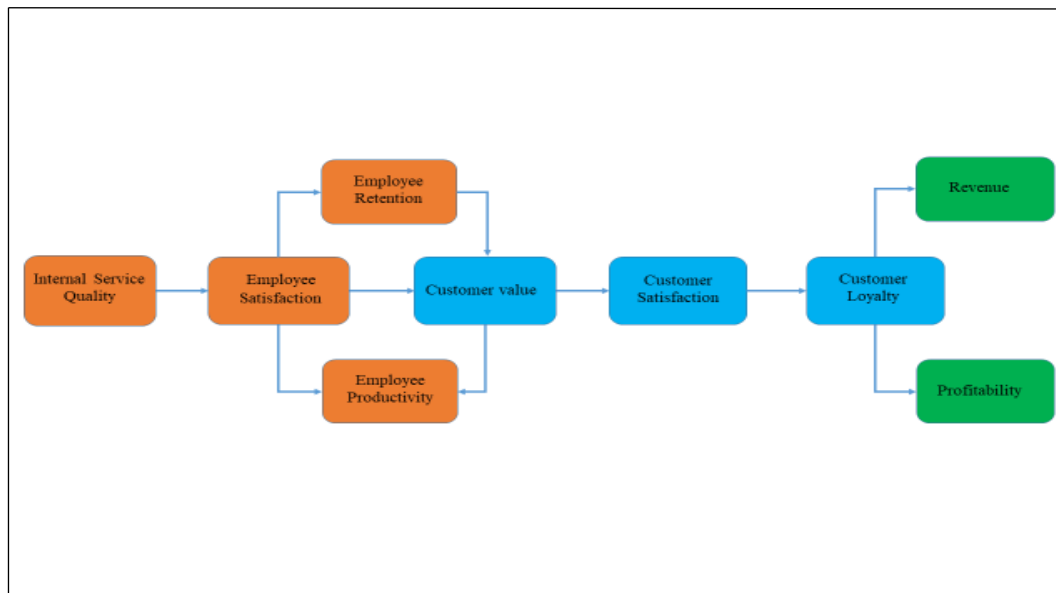 Employee
Retention
Revenue
Internal Service
Quality
Employee
Satisfaction
Customer value
Customer
Satisfaction
Customer
Loyalty
Employee
Productivity
Profitability